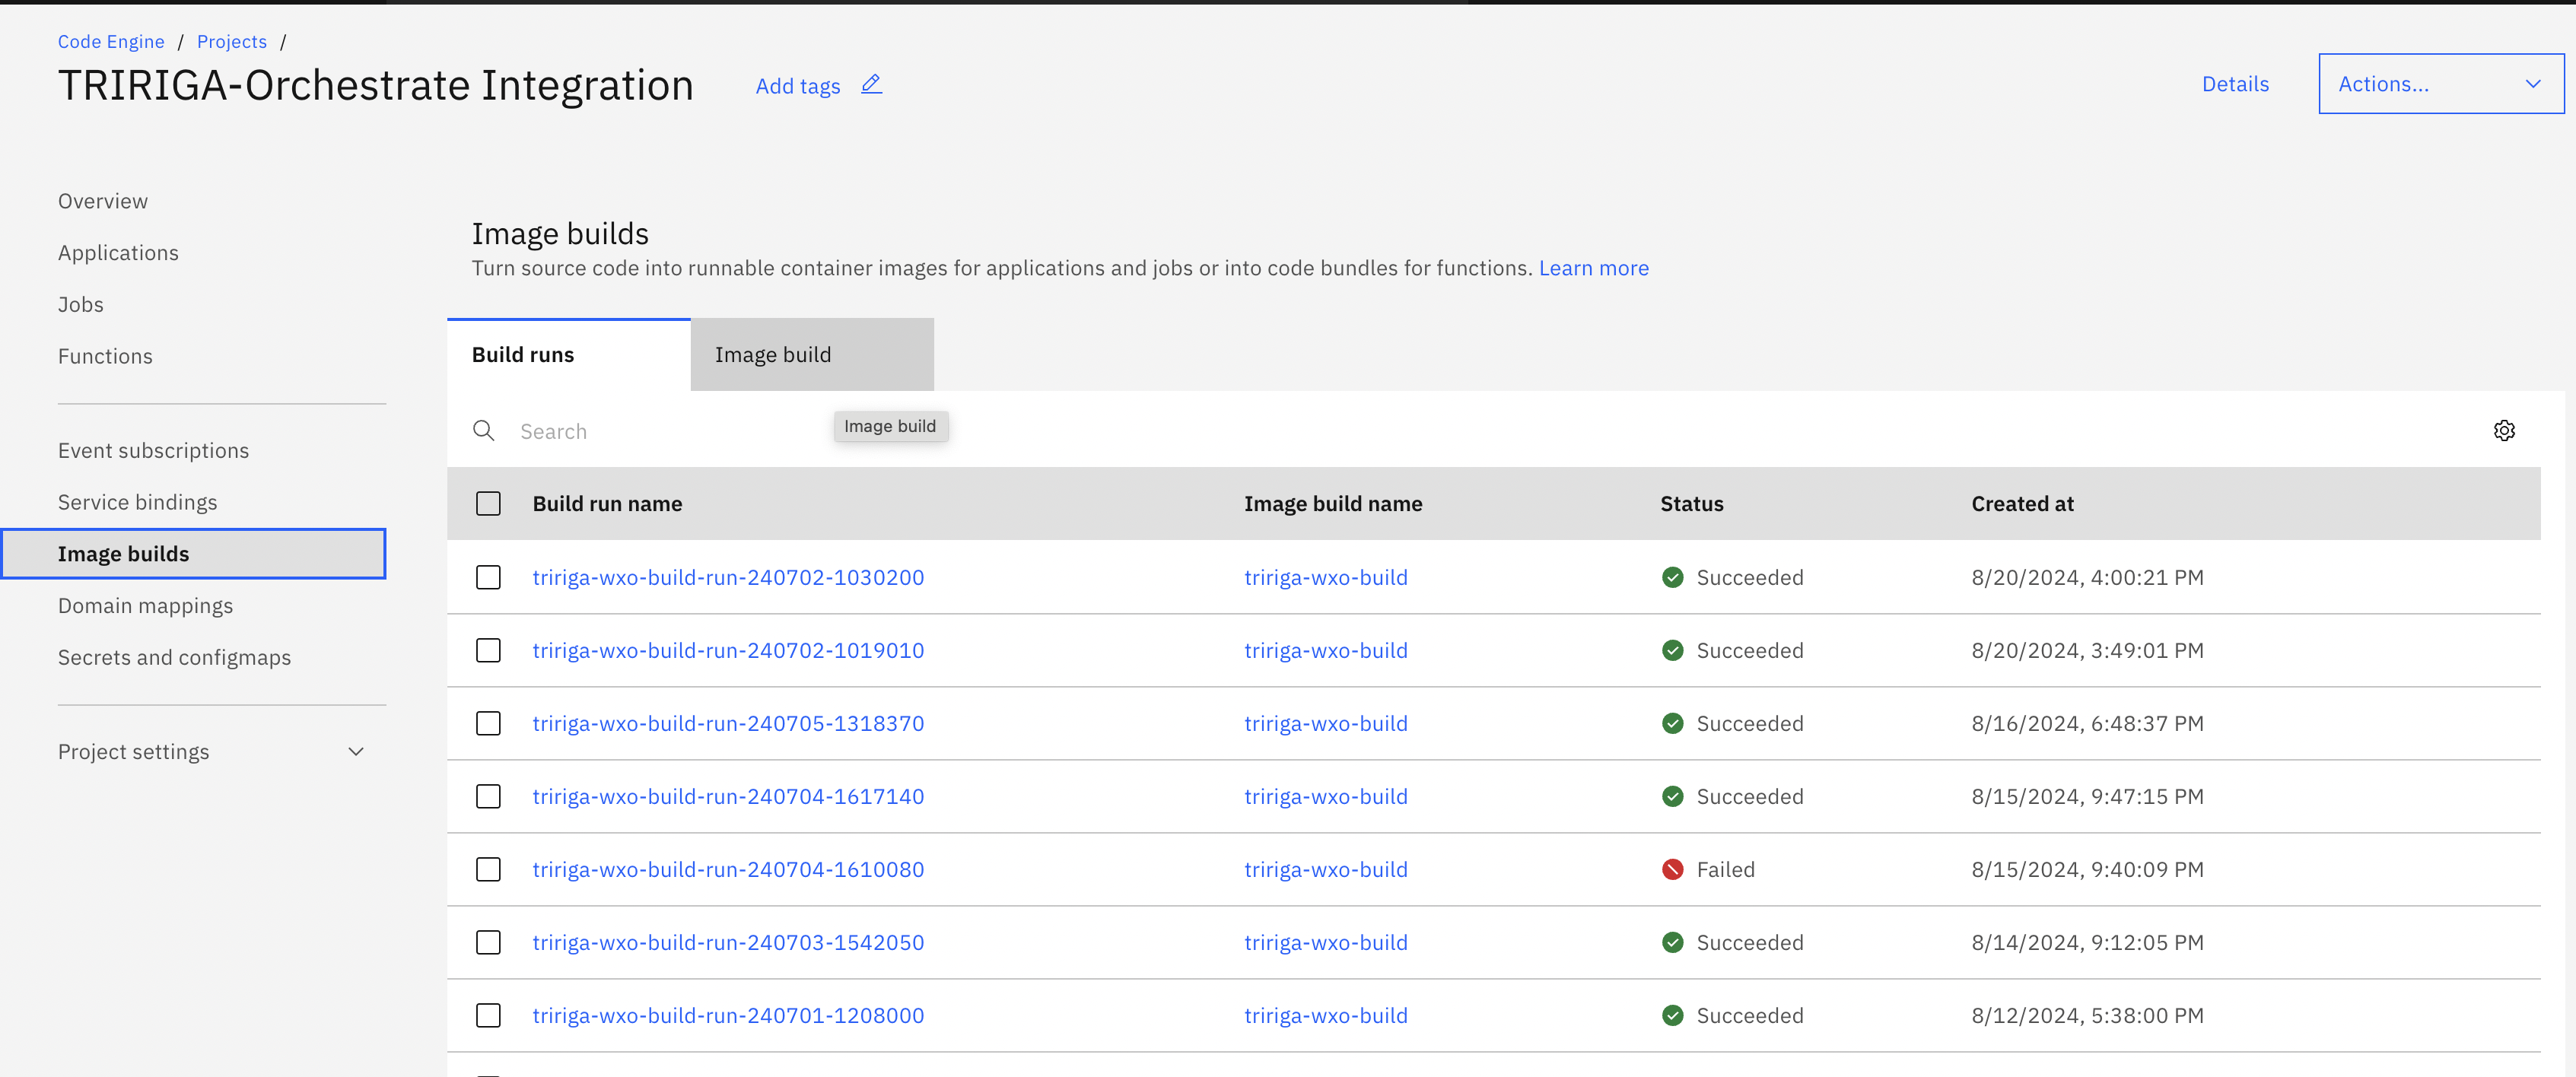 Code Engine / Projects /
TRIRIGA-Orchestrate Integration
Add tags
Details
Actions...
Overview
Applications
Jobs
Functions
Event subscriptions
Service bindings
Image builds
Domain mappings
Secrets and configmaps
Project settings
Image builds
Turn source code into runnable container images for applications and jobs or into code bundles for functions. Learn more
Build runs Image build
Search
Image build
Build run name Image build name Status Created at
tririga-wxo-build-run-240702-1030200 tririga-wxo-build Succeeded 8/20/2024, 4:00:21 PM
tririga-wxo-build-run-240702-1019010 tririga-wxo-build Succeeded 8/20/2024, 3:49:01 PM
tririga-wxo-build-run-240705-1318370 tririga-wxo-build Succeeded 8/16/2024, 6:48:37 PM
tririga-wxo-build-run-240704-1617140 tririga-wxo-build Succeeded 8/15/2024, 9:47:15 PM
tririga-wxo-build-run-240704-1610080 tririga-wxo-build Failed 8/15/2024, 9:40:09 PM
tririga-wxo-build-run-240703-1542050 tririga-wxo-build Succeeded 8/14/2024, 9:12:05 PM
tririga-wxo-build-run-240701-1208000 tririga-wxo-build Succeeded 8/12/2024, 5:38:00 PM